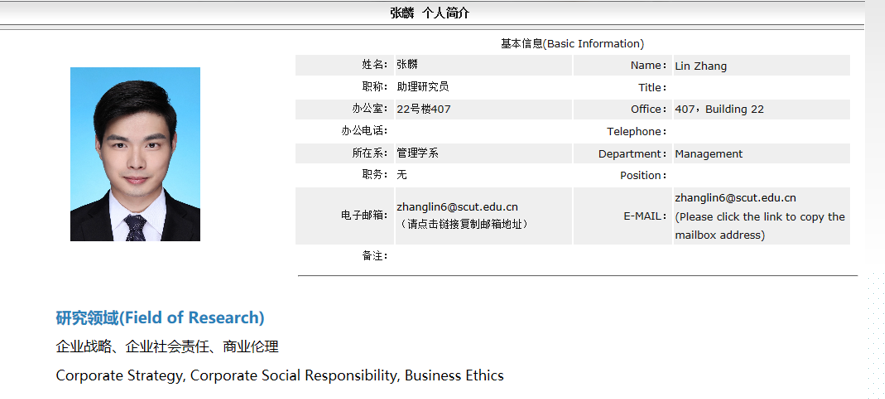 张麟 个人简介
基本信息(Basic Information)
姓名： 张麟 Name： Lin Zhang
职称： 助理研究员 Title：
办公室： 22号楼407 Office： 407，Building 22
办公电话： Telephone：
所在系： 管理学系 Department： Management
职务： 无 Position：
电子邮箱： zhanglin6@scut.edu.cn
（请点击链接复制邮箱地址）
E-MAIL： zhanglin6@scut.edu.cn
(Please click the link to copy the
mailbox address)
备注：
研究领域(Field of Research)
企业战略、企业社会责任、商业伦理
Corporate Strategy, Corporate Social Responsibility, Business Ethics